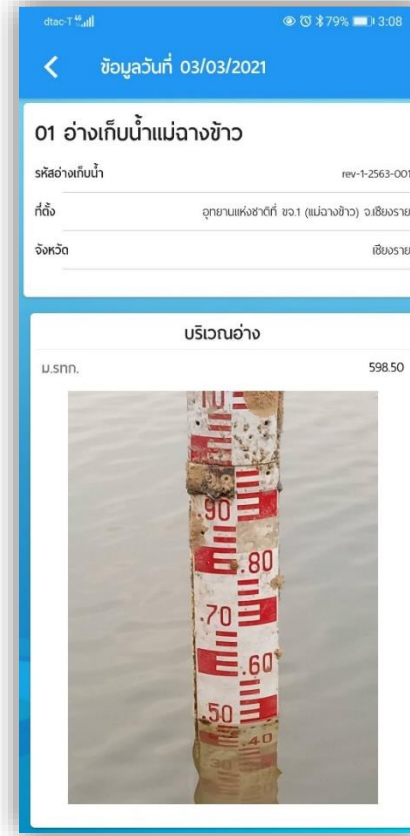 dtac-T 4G 79% 3:08
ข้อมูลวันที่ 03/03/2021
01 อ่างเก็บน้ำแม่ฉางข้าว
รหัสอ่างเก็บน้ำ rev-1-2563-001
ที่ตั้ง อุทยานแห่งชาติที่ ขจ.1 (แม่ฉางข้าว) จ.เชียงราย
จังหวัด เชียงราย
บริเวณอ่าง
ม.รทก. 598.50
10
.90
.80
.70
.60
.50
.40
30